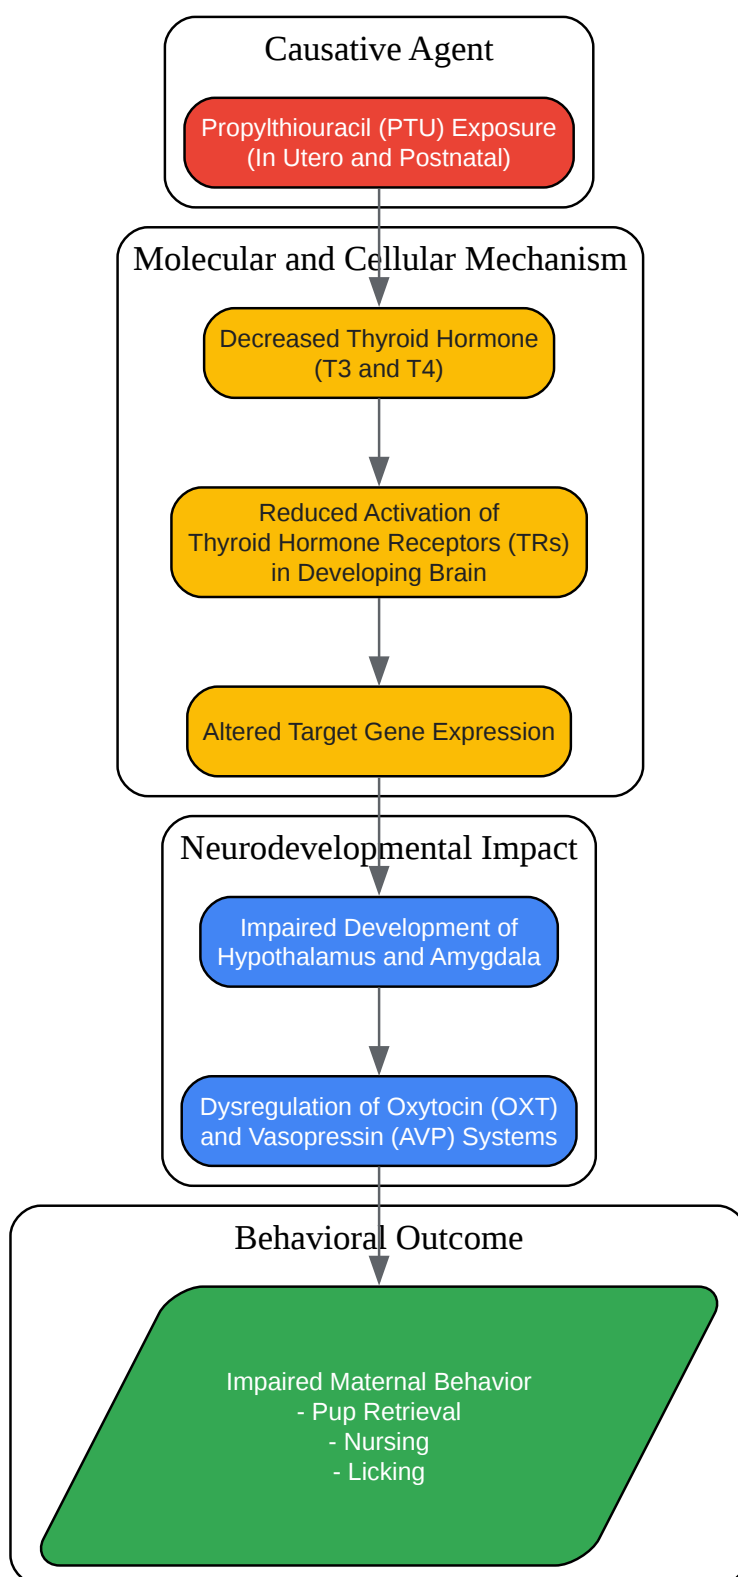 Causative Agent
Propylthiouracil (PTU) Exposure
(In Utero and Postnatal)
Molecular and Cellular Mechanism
Decreased Thyroid Hormone
(T3 and T4)
Reduced Activation of
Thyroid Hormone Receptors (TRs)
in Developing Brain
Altered Target Gene Expression
Neurodevelopmental Impact
Impaired Development of
Hypothalamus and Amygdala
Dysregulation of Oxytocin (OXT)
and Vasopressin (AVP) Systems
Behavioral Outcome
Impaired Maternal Behavior
- Pup Retrieval
- Nursing
- Licking